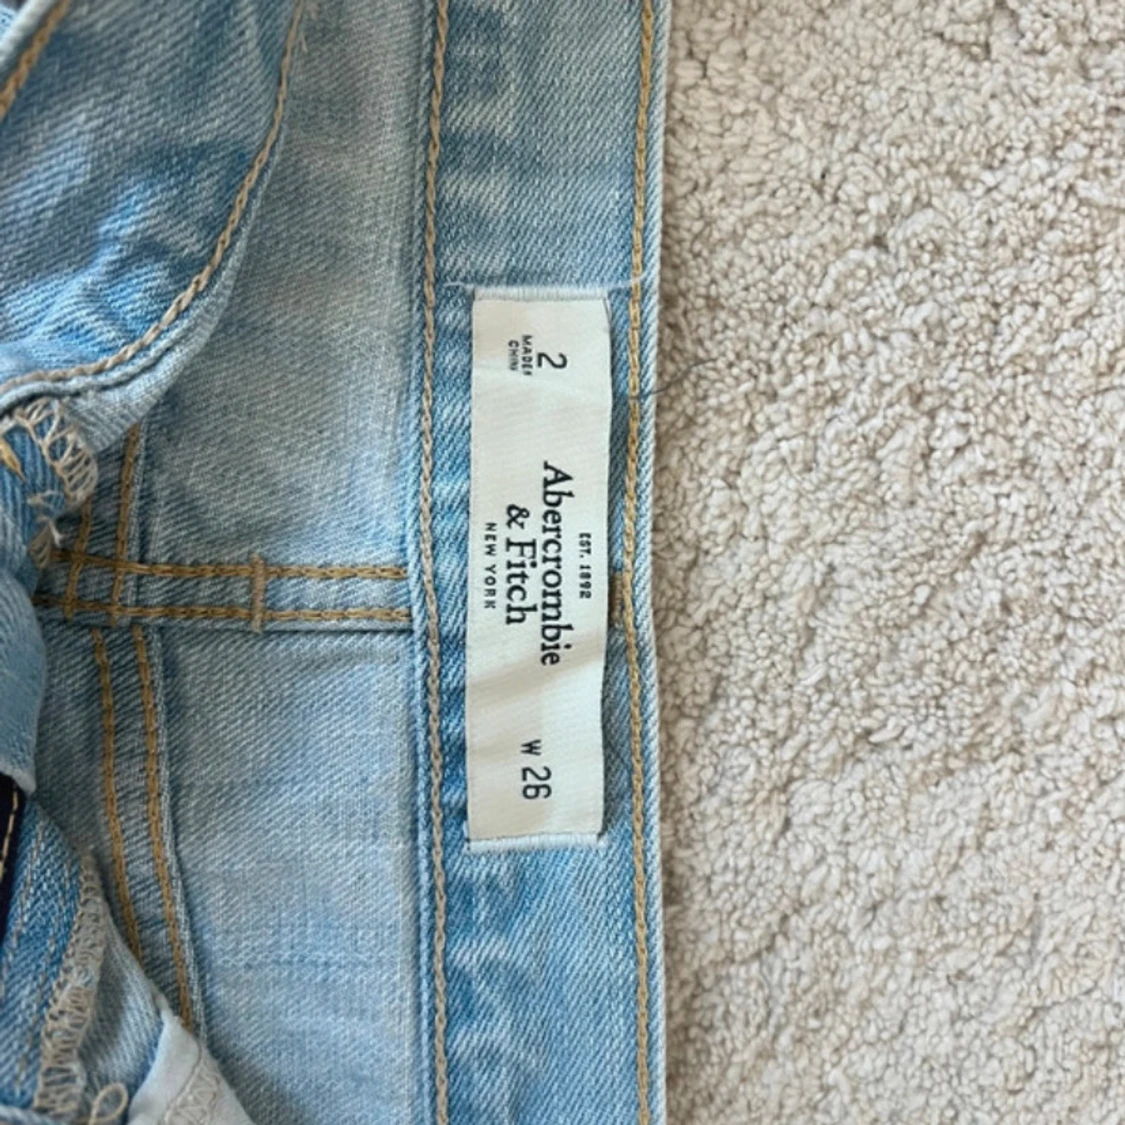 2
MADE IN
CHINA
EST. 1892
Abercrombie
& Fitch
NEW YORK
W 26